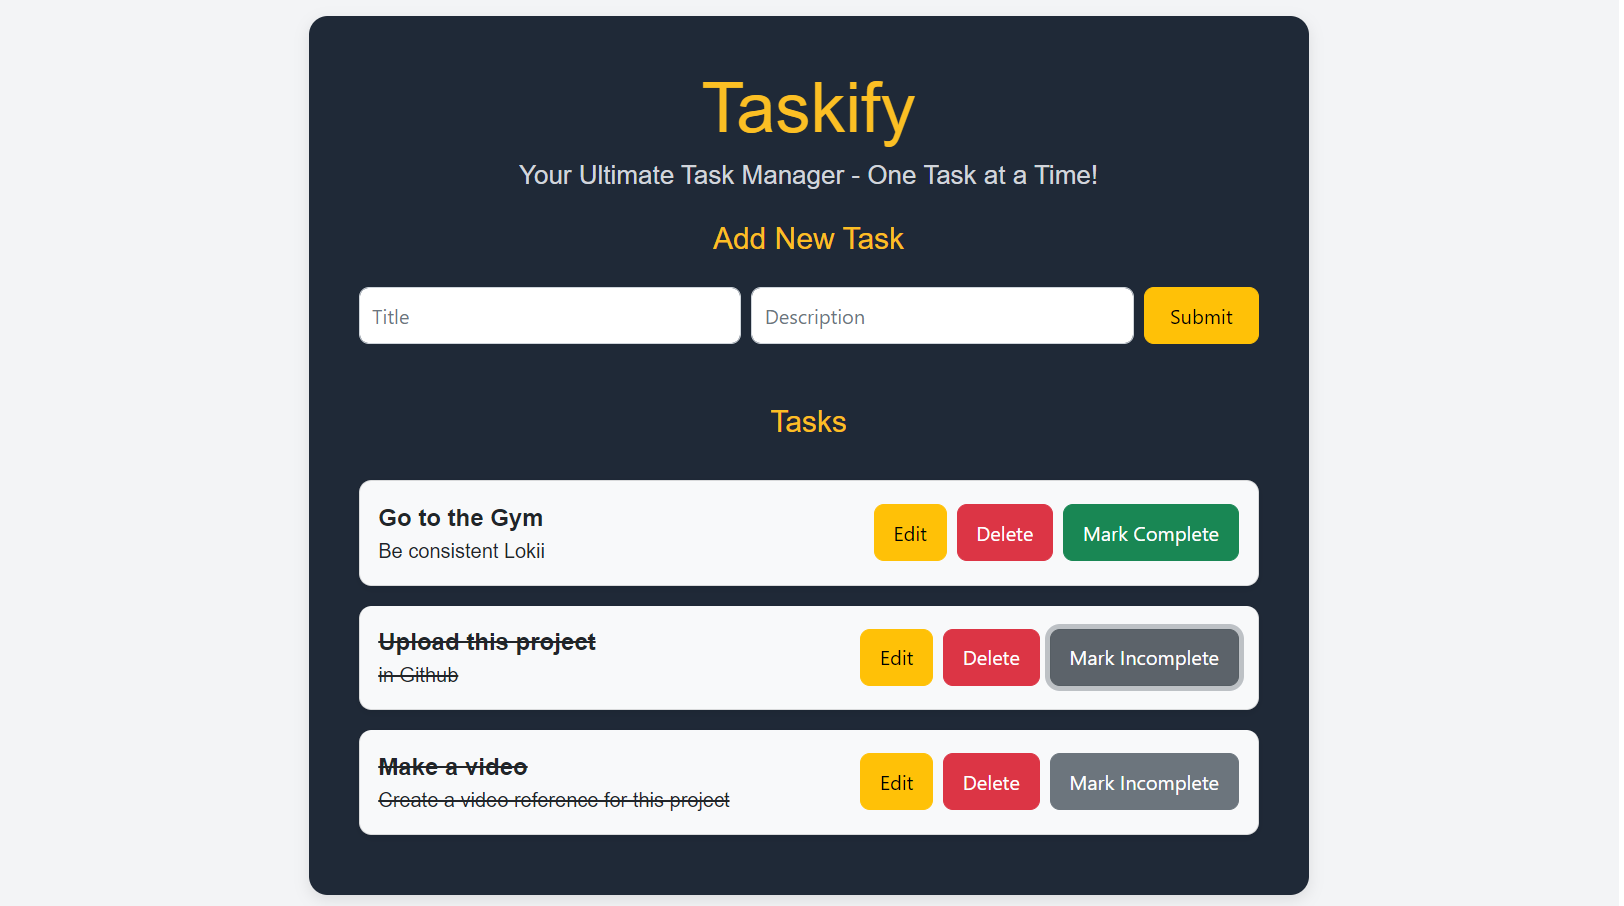 Taskify
Your Ultimate Task Manager - One Task at a Time!
Add New Task
Title Description Submit
Tasks
Go to the Gym
Be consistent Lokii
Edit Delete Mark Complete
Upload this project
in Github
Edit Delete Mark Incomplete
Make a video
Create a video reference for this project
Edit Delete Mark Incomplete